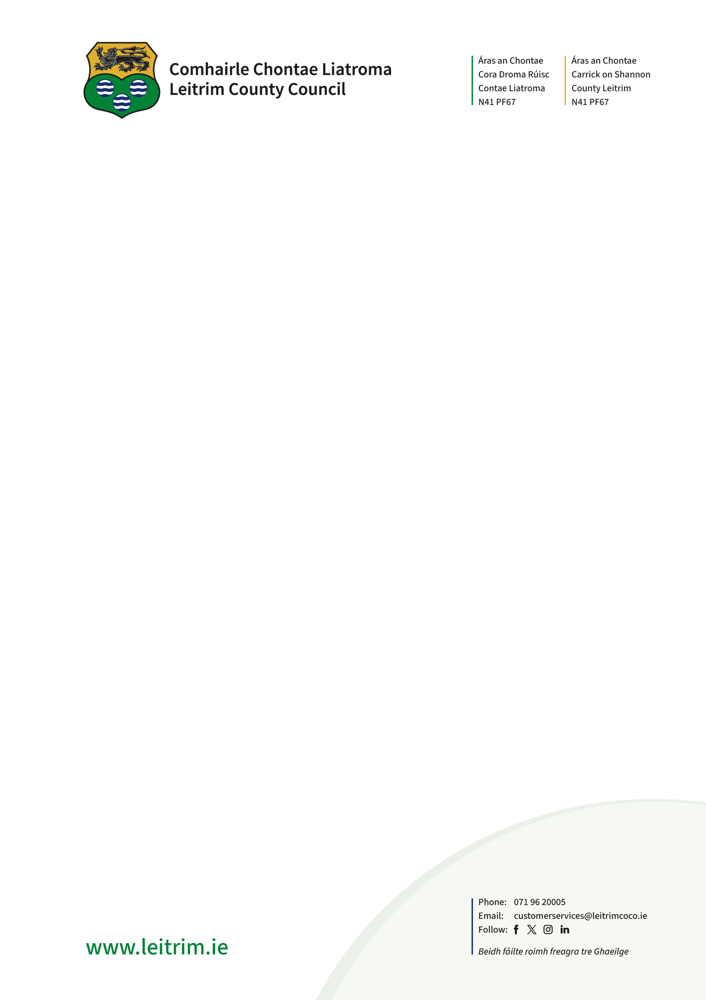 Comhairle Chontae Liatroma
Leitrim County Council
Áras an Chontae
Cora Droma Rúisc
Contae Liatroma
N41 PF67
Áras an Chontae
Carrick on Shannon
County Leitrim
N41 PF67
Phone: 071 96 20005
Email: customerservices@leitrimcoco.ie
Follow:
Beidh fáilte roimh freagra tre Ghaeilge
www.leitrim.ie